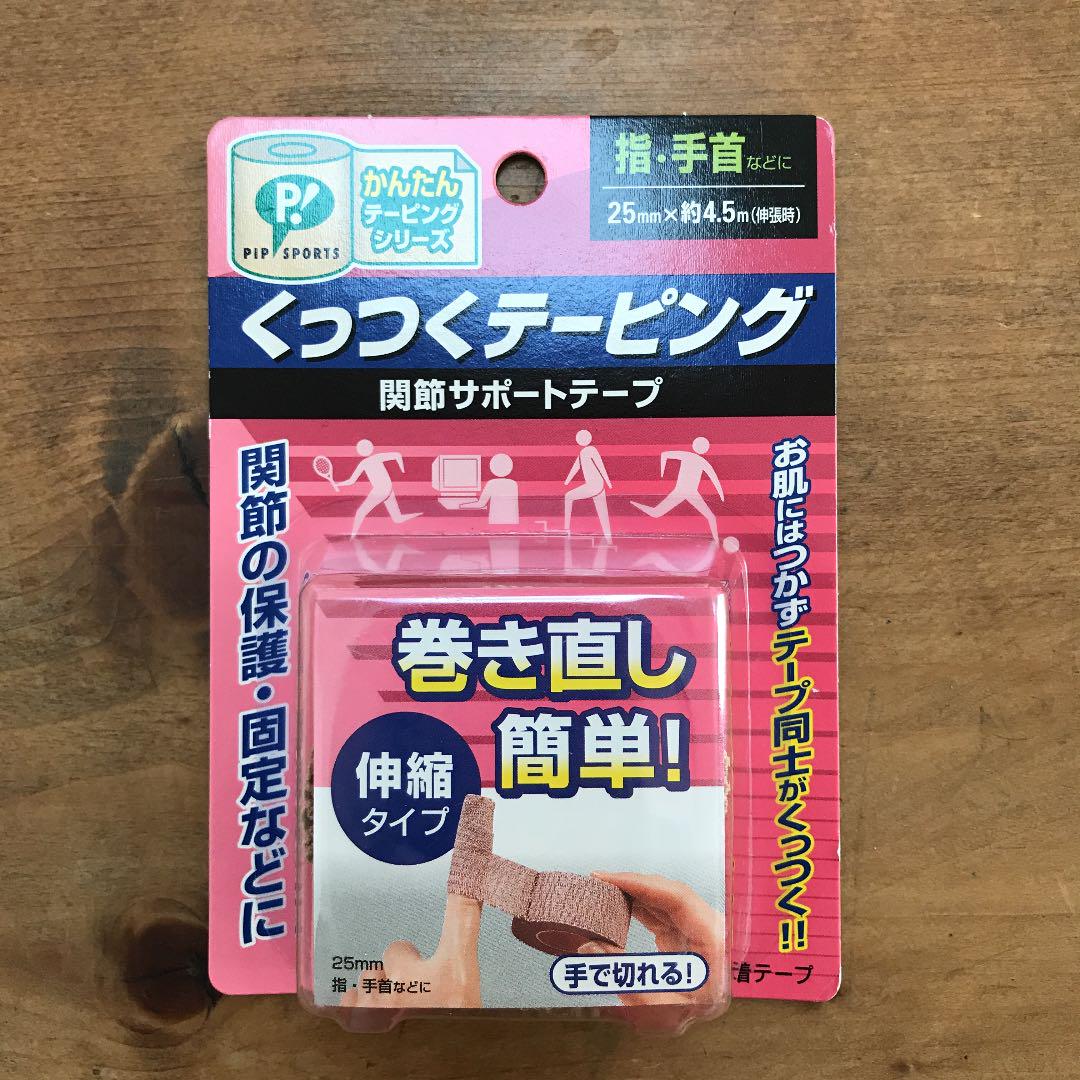 P!
PIP SPORTS
かんたん
テーピング
シリーズ
指・手首などに
25mm×約4.5m(伸張時)
くっつくテーピング
関節サポートテープ
関節の保護・固定などに
お肌にはつかずテープ同士がくっつく!!
巻き直し
簡単!
伸縮
タイプ
25mm
指・手首などに
手で切れる!
着テープ